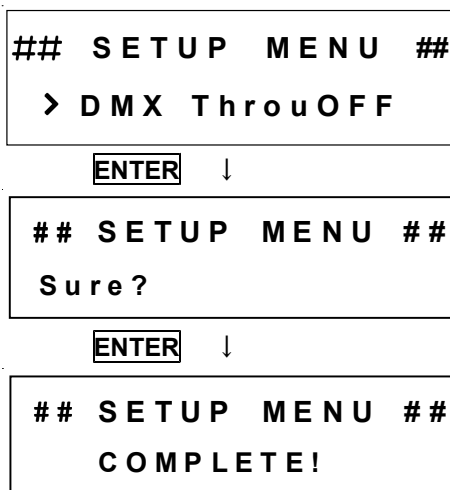 ## SETUP MENU ##
> DMX ThrouOFF
ENTER ↓
## SETUP MENU ##
Sure?
ENTER ↓
## SETUP MENU ##
COMPLETE!